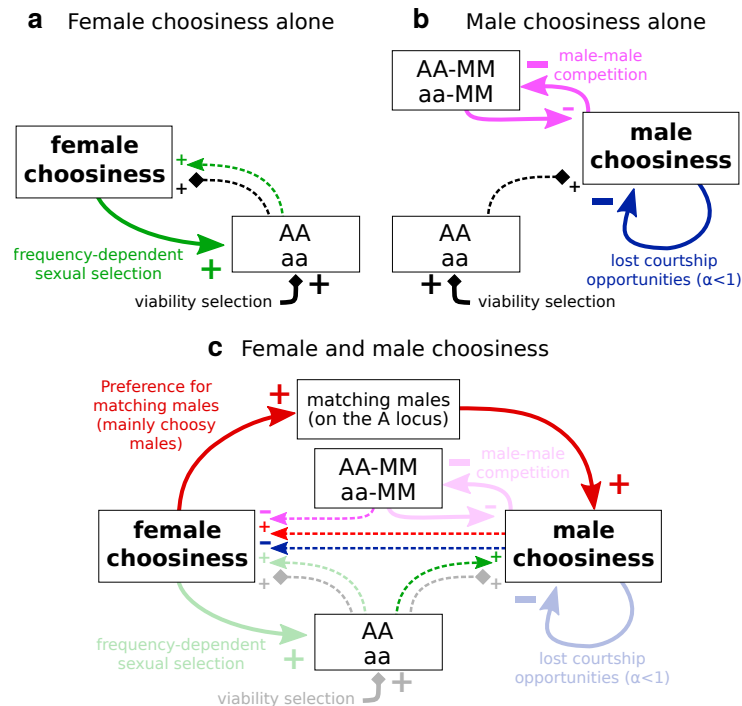 a Female choosiness alone
female
choosiness
+
+
frequency-dependent
sexual selection
+
AA
aa
viability selection
+
b Male choosiness alone
AA-MM
aa-MM
−
male-male
competition
−
male
choosiness
+
−
AA
aa
+
viability selection
lost courtship
opportunities (α<1)
c Female and male choosiness
Preference for
matching males
(mainly choosy
males)
+
matching males
(on the A locus)
+
AA-MM
aa-MM
−
male-male
competition
−
female
choosiness
−
+
−
+
+
male
choosiness
+
+
−
frequency-dependent
sexual selection
+
AA
aa
viability selection
+
lost courtship
opportunities (α<1)